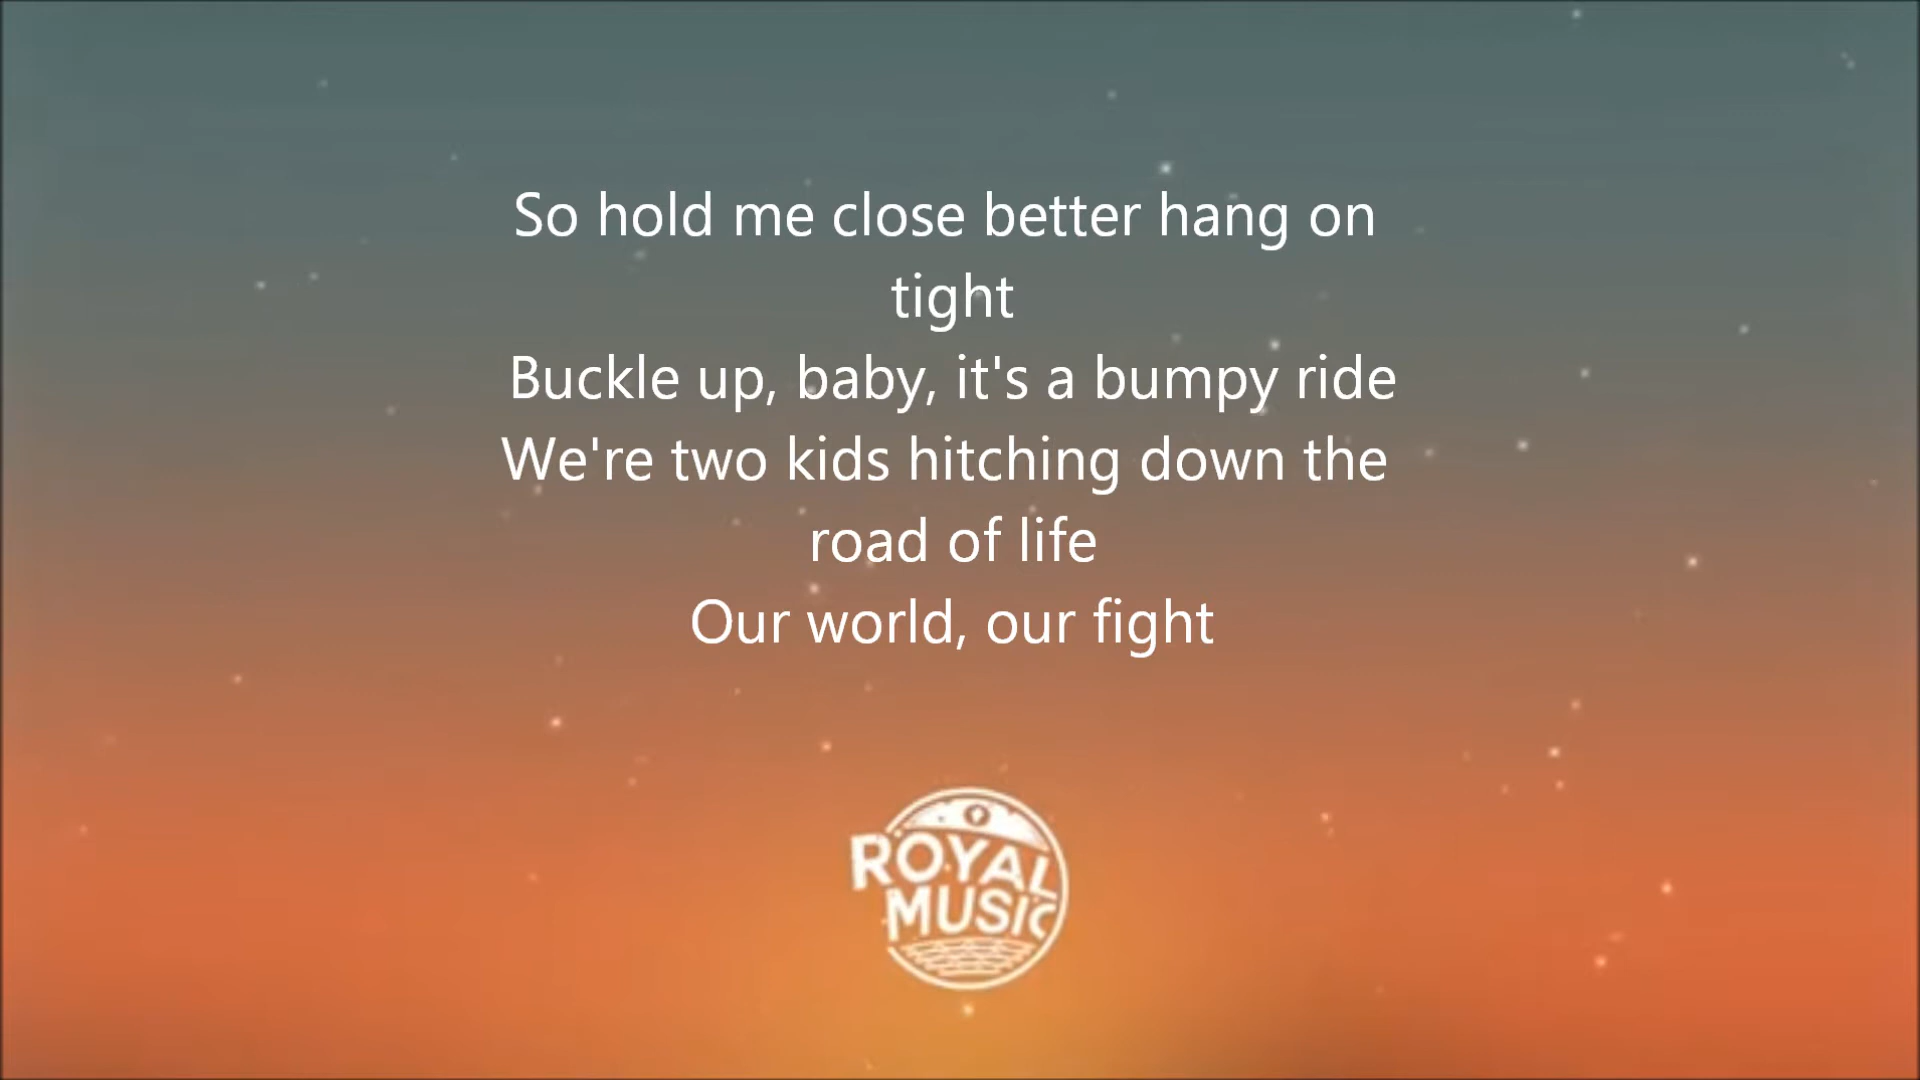 So hold me close better hang on
tight
Buckle up, baby, it's a bumpy ride
We're two kids hitching down the
road of life
Our world, our fight
ROYAL
MUSIC